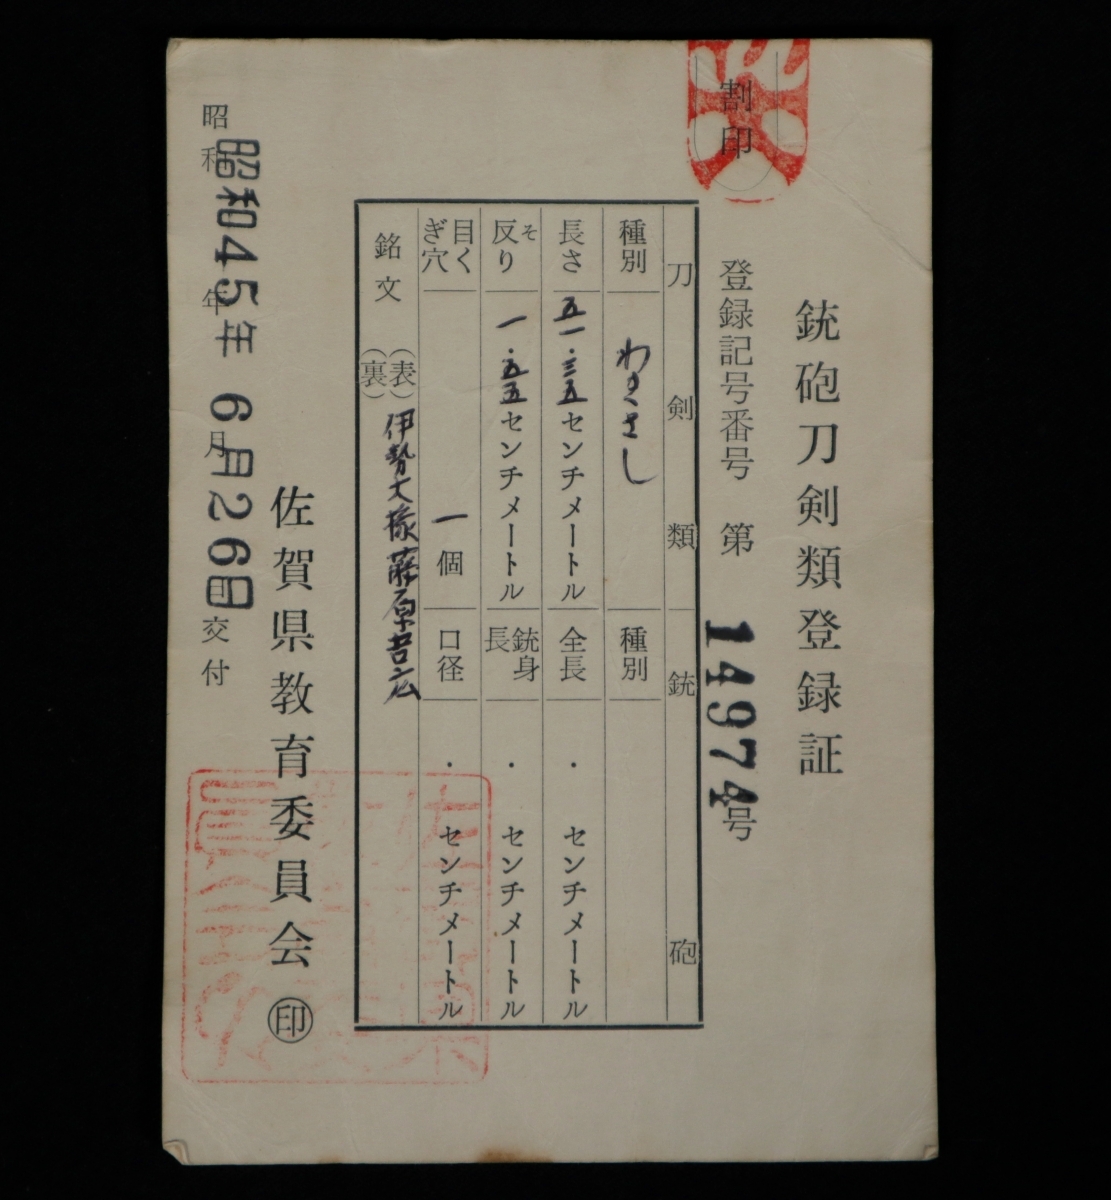 割印
銃砲刀剣類登録証
登録記号番号 第 14974号
刀剣類 銃砲
種別 わきさし 種別
長さ 五一・三五センチメートル 全長 ・ センチメートル
反り そ 一・五五センチメートル 銃身長 ・ センチメートル
目くぎ穴 一個 口径 ・ センチメートル
銘文 (表) 伊勢大掾藤原吉広
(裏)
佐賀県教育委員会 ㊞
昭和 年 月 日交付
昭和45年6月26日